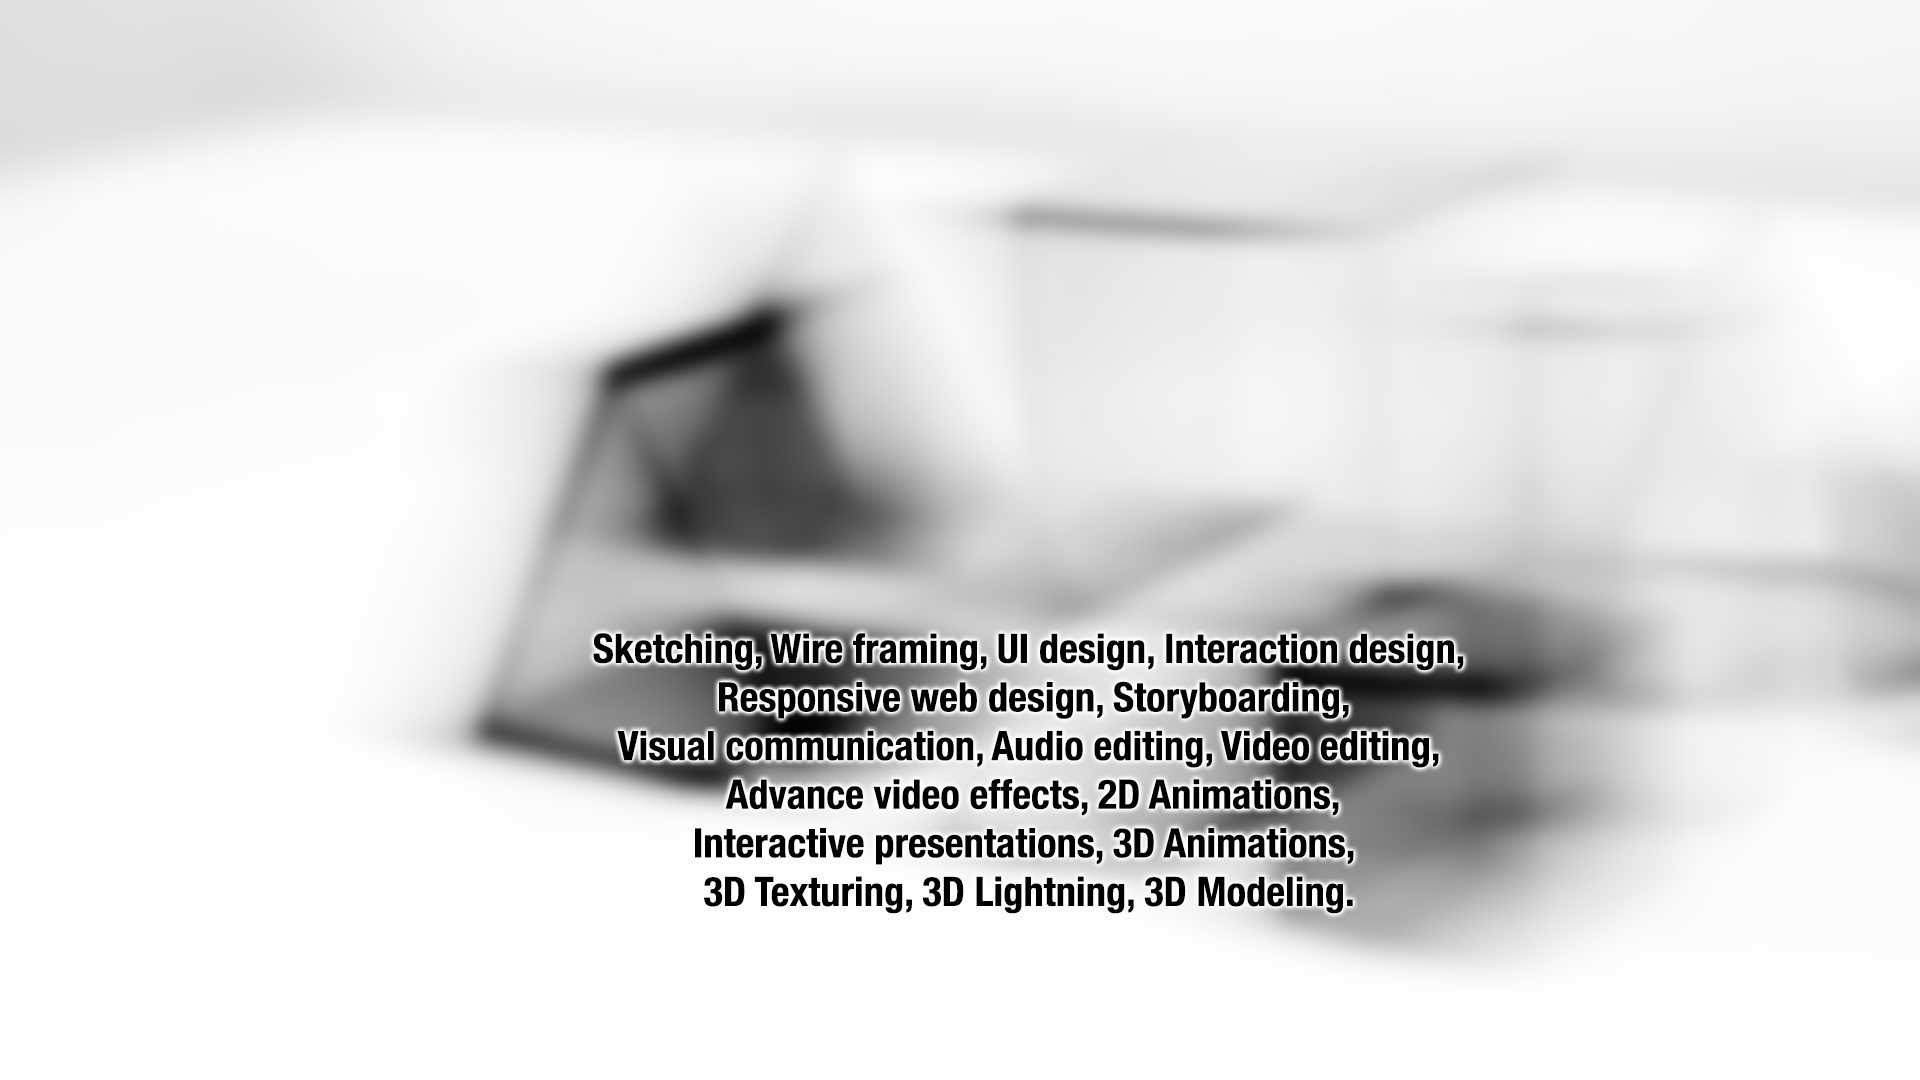 Sketching, Wire framing, UI design, Interaction design,
Responsive web design, Storyboarding,
Visual communication, Audio editing, Video editing,
Advance video effects, 2D Animations,
Interactive presentations, 3D Animations,
3D Texturing, 3D Lightning, 3D Modeling.